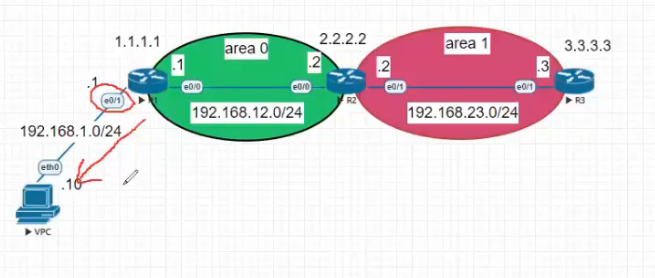 1.1.1.1
area 0
2.2.2.2
area 1
3.3.3.3
.1
.1
.2
.2
.3
e0/1
e0/0
e0/0
e0/1
e0/1
R1
R2
R3
192.168.12.0/24
192.168.23.0/24
192.168.1.0/24
eth0
.10
VPC